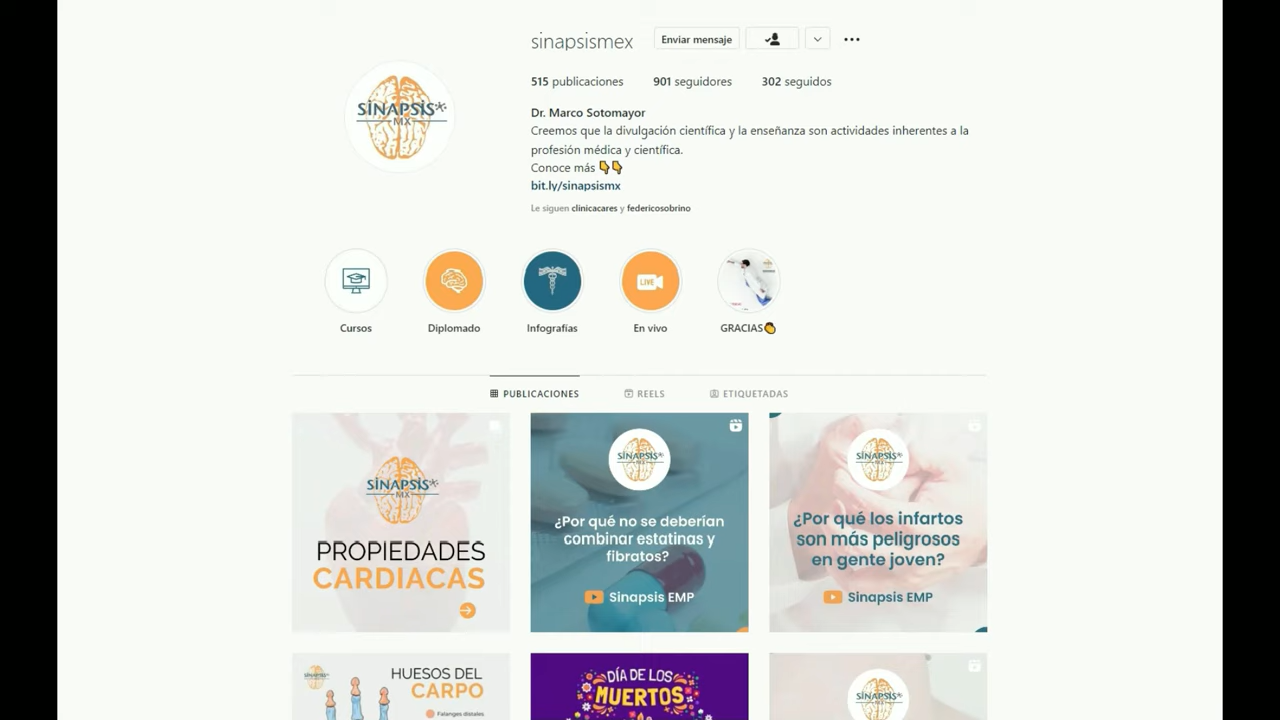 sinapsismex
Enviar mensaje
515 publicaciones
901 seguidores
302 seguidos
SINAPSIS*
MX
Dr. Marco Sotomayor
Creemos que la divulgación científica y la enseñanza son actividades inherentes a la
profesión médica y científica.
Conoce más 👇👇
bit.ly/sinapsismx
Le siguen clinicacares y federicosobrino
LIVE
Cursos
Diplomado
Infografías
En vivo
GRACIAS👏
PUBLICACIONES
REELS
ETIQUETADAS
SINAPSIS*
MX
PROPIEDADES
CARDIACAS
SINAPSIS*
MX
¿Por qué no se deberían
combinar estatinas y
fibratos?
Sinapsis EMP
SINAPSIS*
MX
¿Por qué los infartos
son más peligrosos
en gente joven?
Sinapsis EMP
SINAPSIS*
HUESOS DEL
CARPO
Falanges distales
DÍA DE LOS
MUERTOS
SINAPSIS*
MX